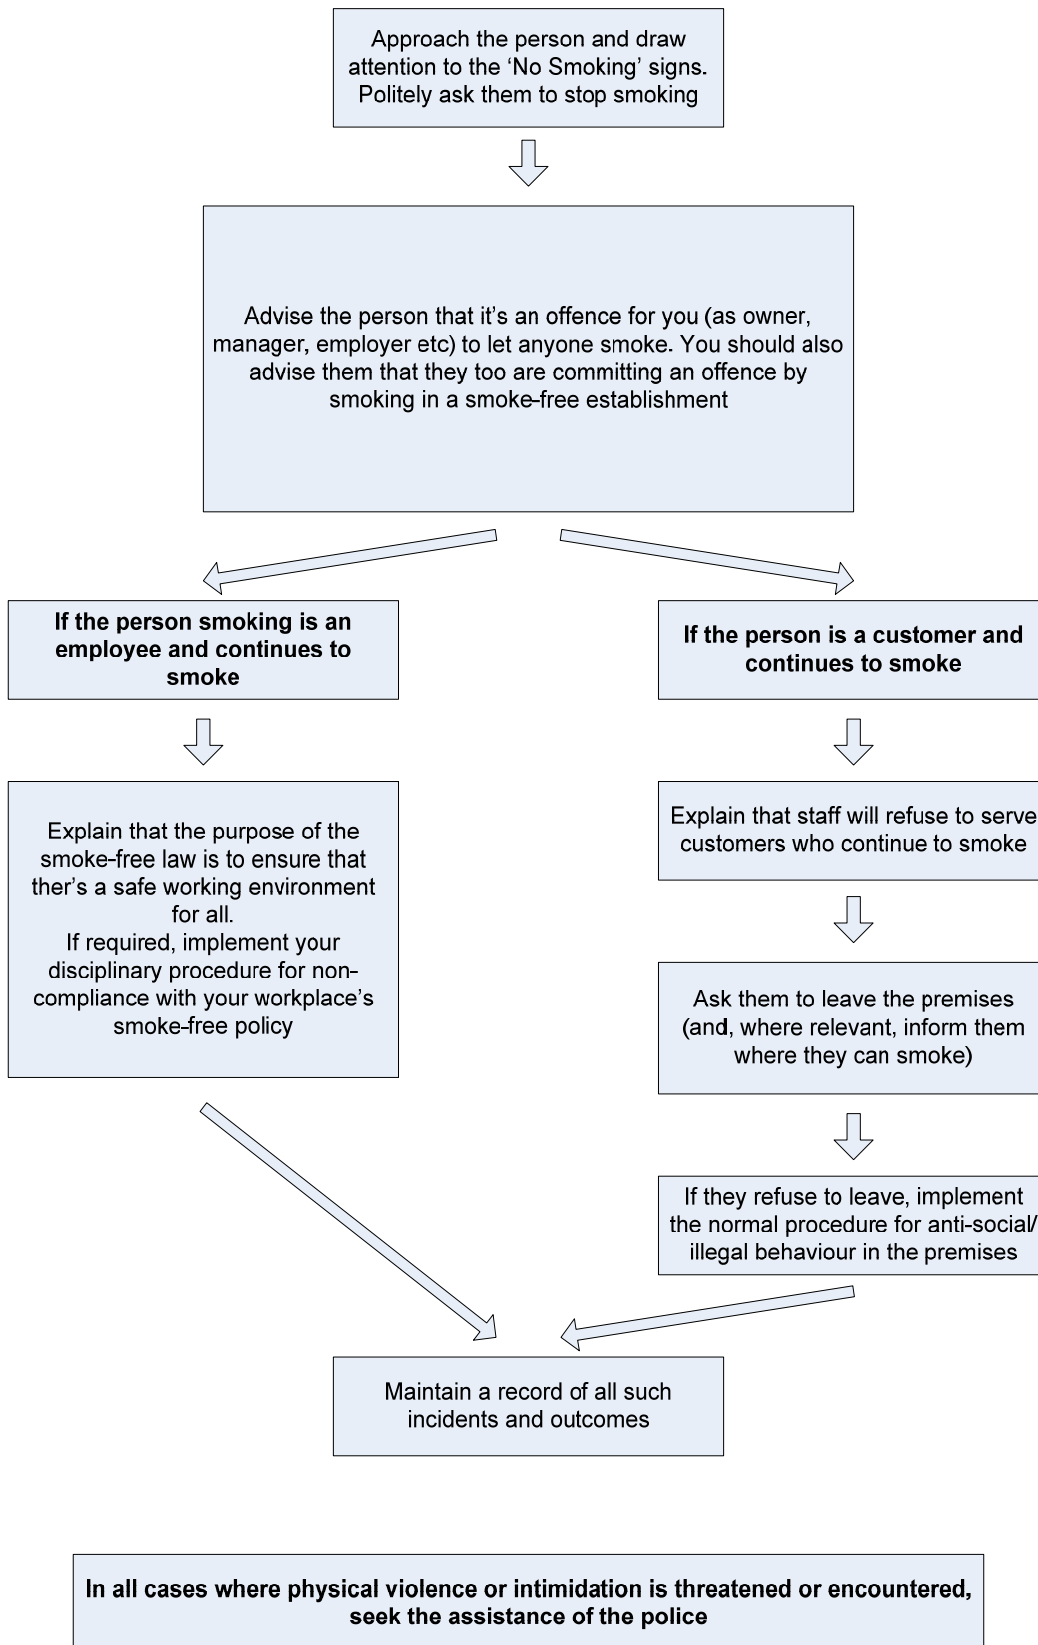 Approach the person and draw
attention to the ‘No Smoking’ signs.
Politely ask them to stop smoking
Advise the person that it’s an offence for you (as owner,
manager, employer etc) to let anyone smoke. You should also
advise them that they too are committing an offence by
smoking in a smoke-free establishment
If the person smoking is an
employee and continues to
smoke
If the person is a customer and
continues to smoke
Explain that the purpose of the
smoke-free law is to ensure that
ther’s a safe working environment
for all.
If required, implement your
disciplinary procedure for non-
compliance with your workplace’s
smoke-free policy
Explain that staff will refuse to serve
customers who continue to smoke
Ask them to leave the premises
(and, where relevant, inform them
where they can smoke)
If they refuse to leave, implement
the normal procedure for anti-social/
illegal behaviour in the premises
Maintain a record of all such
incidents and outcomes
In all cases where physical violence or intimidation is threatened or encountered,
seek the assistance of the police